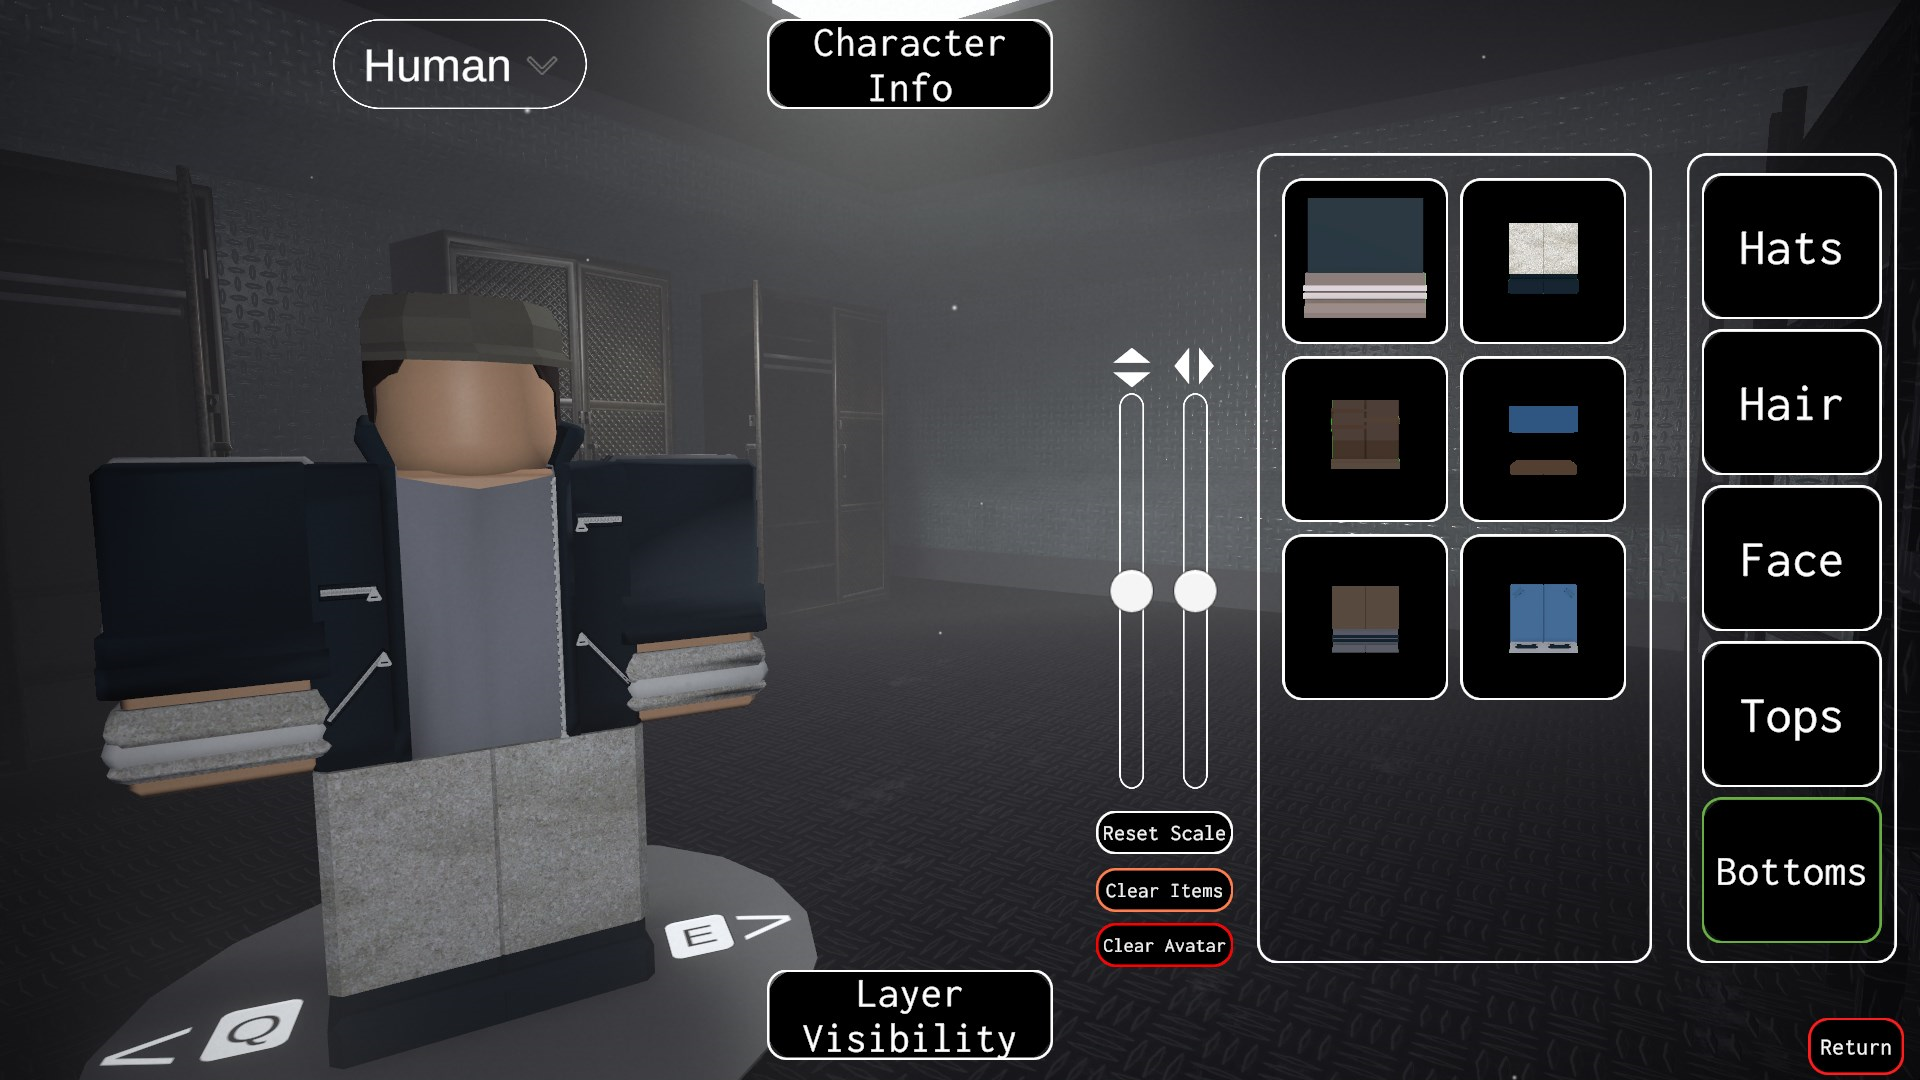 Human
Character
Info
Hats
Hair
Face
Tops
Bottoms
Reset Scale
Clear Items
Clear Avatar
< Q
E >
Layer
Visibility
Return